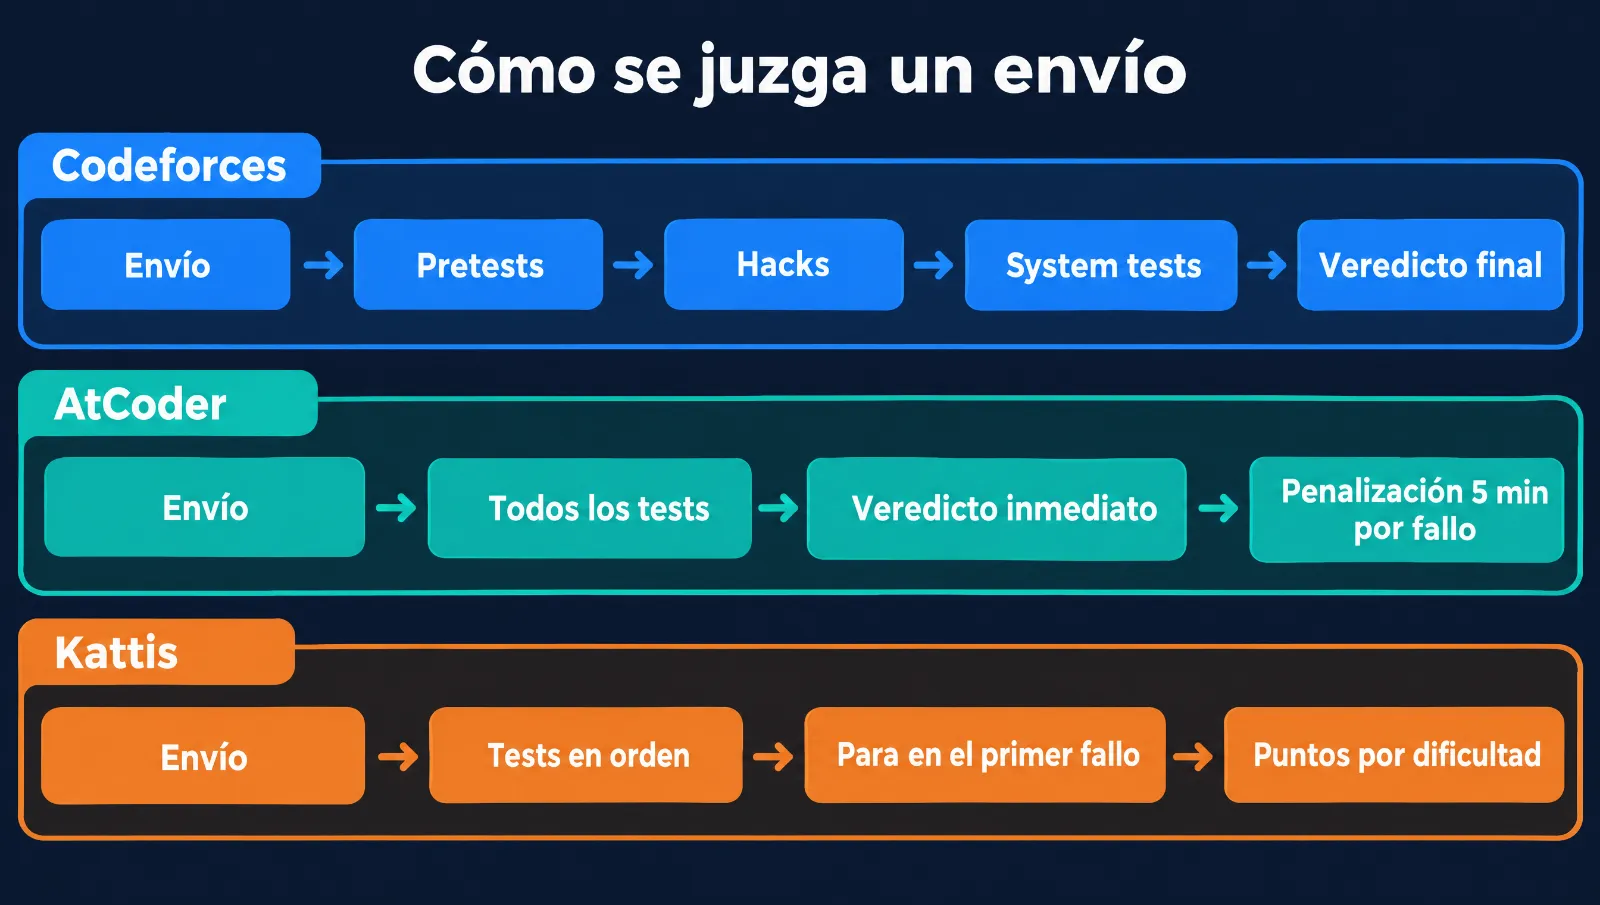 Cómo se juzga un envío
Codeforces
Envío
Pretests
Hacks
System tests
Veredicto final
AtCoder
Envío
Todos los tests
Veredicto inmediato
Penalización 5 min
por fallo
Kattis
Envío
Tests en orden
Para en el primer fallo
Puntos por dificultad